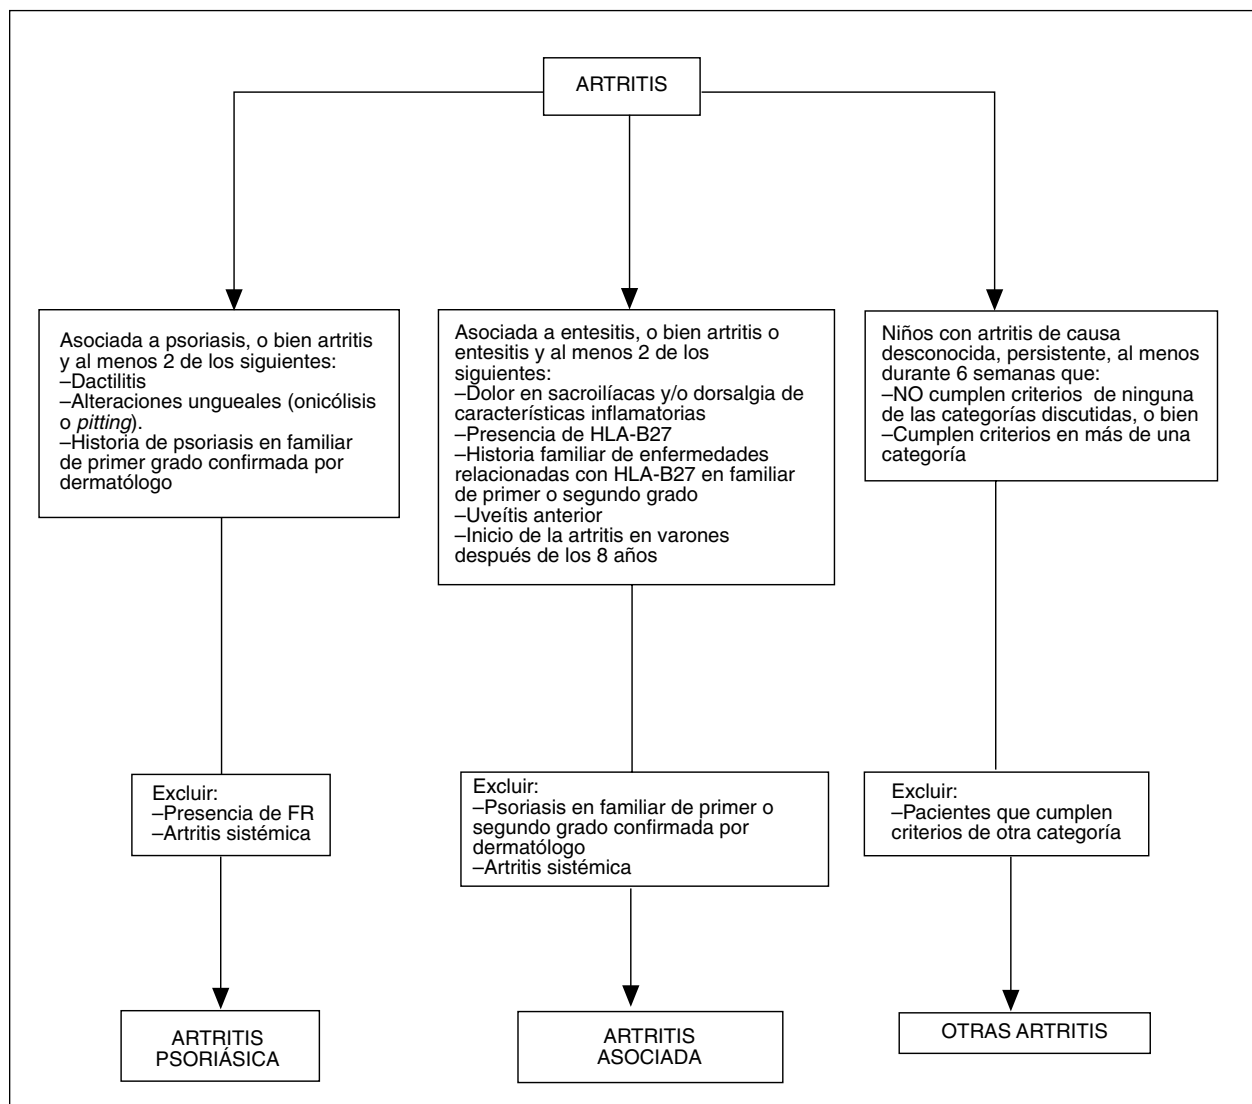 ARTRITIS
Asociada a psoriasis, o bien artritis
y al menos 2 de los siguientes:
–Dactilitis
–Alteraciones ungueales (onicólisis
o pitting).
–Historia de psoriasis en familiar
de primer grado confirmada por
dermatólogo
Asociada a entesitis, o bien artritis o
entesitis y al menos 2 de los
siguientes:
–Dolor en sacroilíacas y/o dorsalgia de
características inflamatorias
–Presencia de HLA-B27
–Historia familiar de enfermedades
relacionadas con HLA-B27 en familiar
de primer o segundo grado
–Uveítis anterior
–Inicio de la artritis en varones
después de los 8 años
Niños con artritis de causa
desconocida, persistente, al menos
durante 6 semanas que:
–NO cumplen criterios de ninguna
de las categorías discutidas, o bien
–Cumplen criterios en más de una
categoría
Excluir:
–Presencia de FR
–Artritis sistémica
Excluir:
–Psoriasis en familiar de primer o
segundo grado confirmada por
dermatólogo
–Artritis sistémica
Excluir:
–Pacientes que cumplen
criterios de otra categoría
ARTRITIS
PSORIÁSICA
ARTRITIS
ASOCIADA
OTRAS ARTRITIS